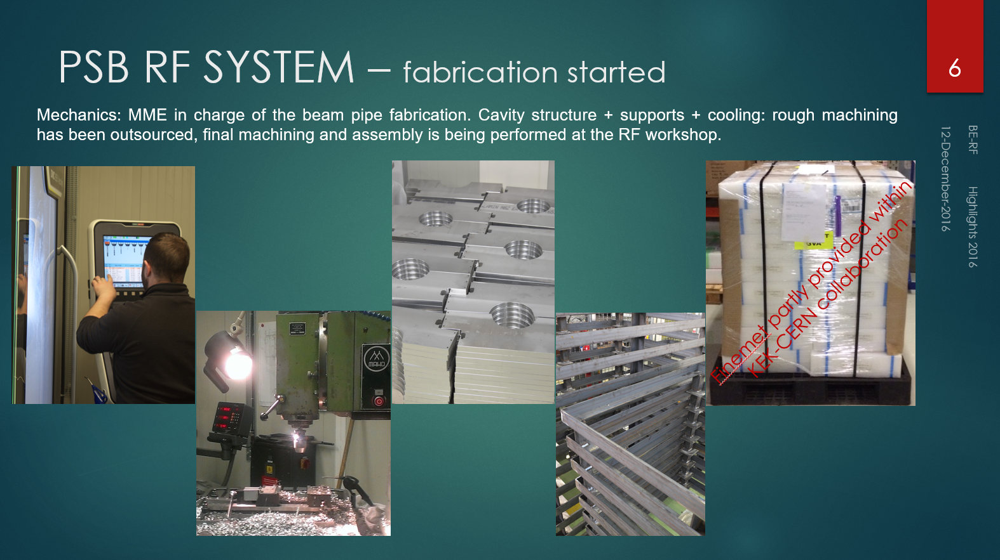 PSB RF SYSTEM – fabrication started
6
Mechanics: MME in charge of the beam pipe fabrication. Cavity structure + supports + cooling: rough machining
has been outsourced, final machining and assembly is being performed at the RF workshop.
BE-RF Highlights 2016
12-December-2016
MAHO
9
Finemet partly provided within
KEK-CERN collaboration